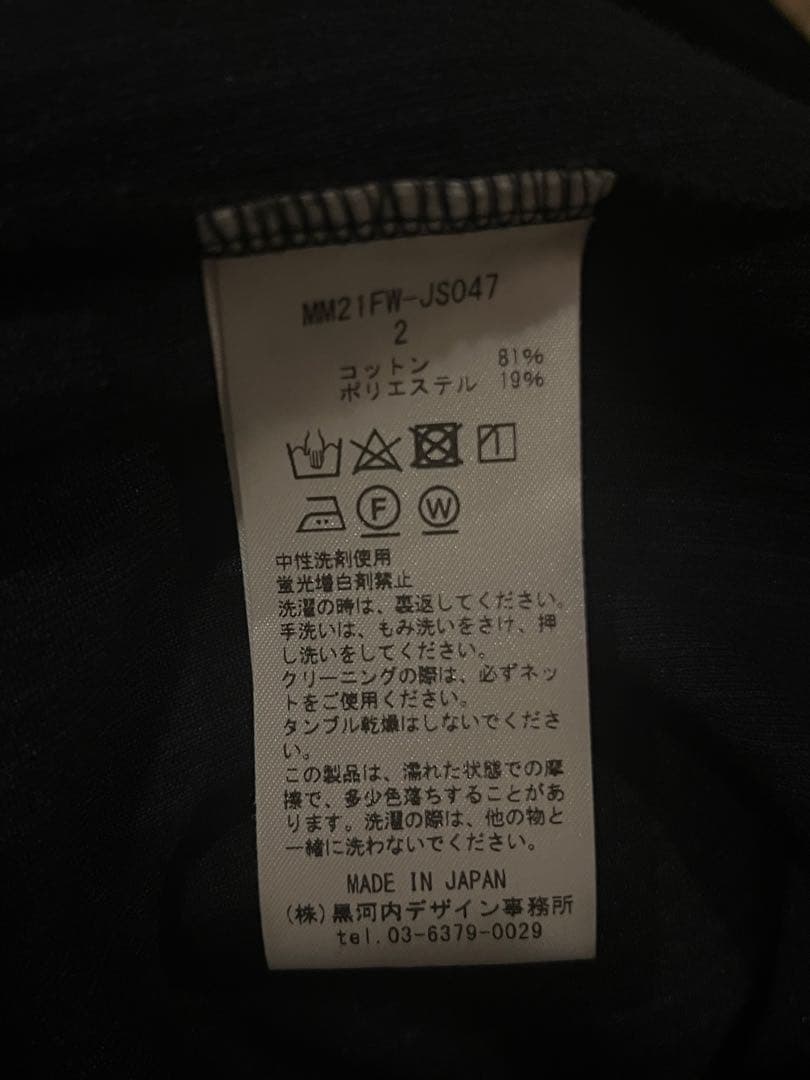 MM21FW-JS047
2
コットン 81%
ポリエステル 19%
F W
中性洗剤使用
蛍光増白剤禁止
洗濯の時は、裏返してください。
手洗いは、もみ洗いをさけ、押
し洗いをしてください。
クリーニングの際は、必ずネッ
トをご使用ください。
タンブル乾燥はしないでくださ
い。
この製品は、濡れた状態での摩
擦で、多少色落ちすることがあ
ります。洗濯の際は、他の物と
一緒に洗わないでください。
MADE IN JAPAN
(株)黒河内デザイン事務所
tel.03-6379-0029